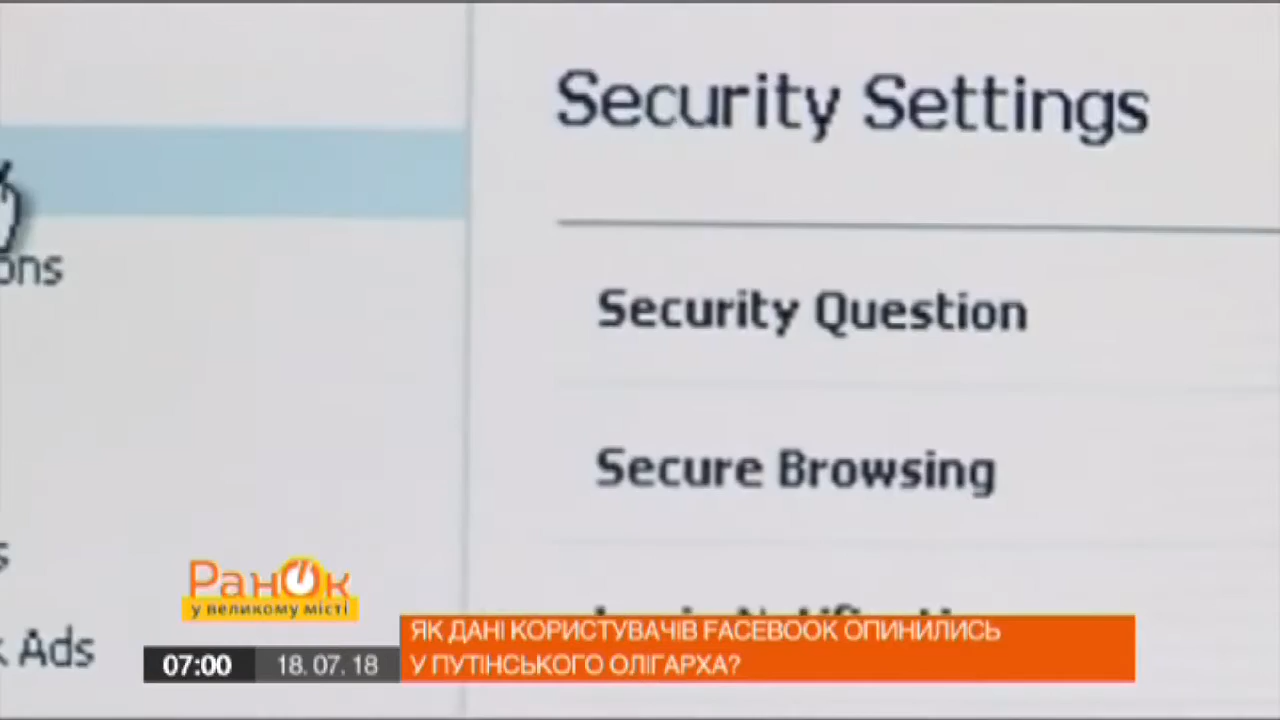 Security Settings
ons
Security Question
Secure Browsing
s
Ads
Ранок
у великому місті
07:00
18. 07. 18
ЯК ДАНІ КОРИСТУВАЧІВ FACEBOOK ОПИНИЛИСЬ
У ПУТІНСЬКОГО ОЛІГАРХА?